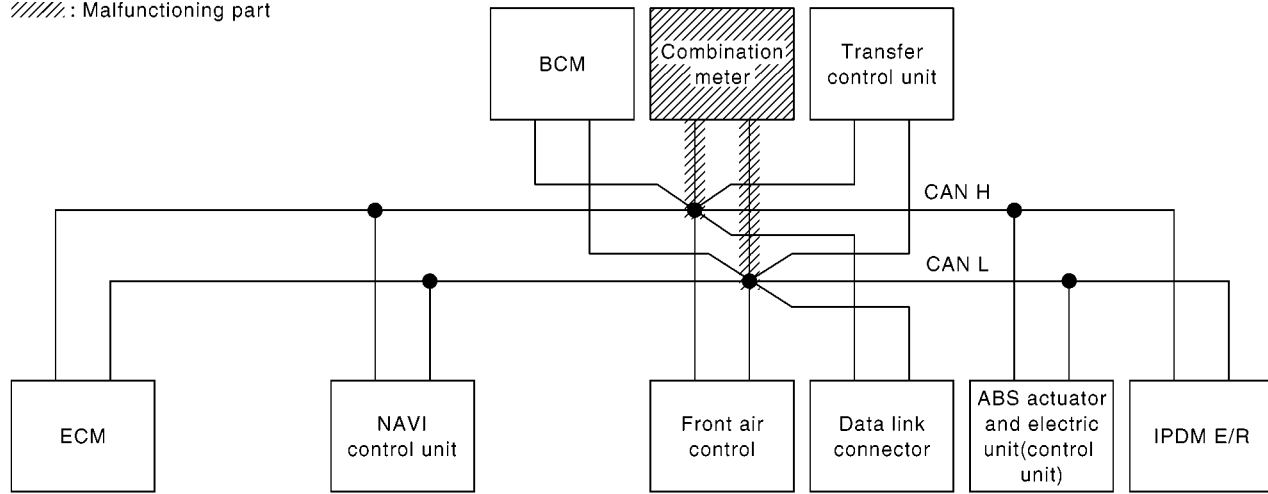 : Malfunctioning part
BCM
Combination
meter
Transfer
control unit
CAN H
CAN L
ECM
NAVI
control unit
Front air
control
Data link
connector
ABS actuator
and electric
unit(control
unit)
IPDM E/R